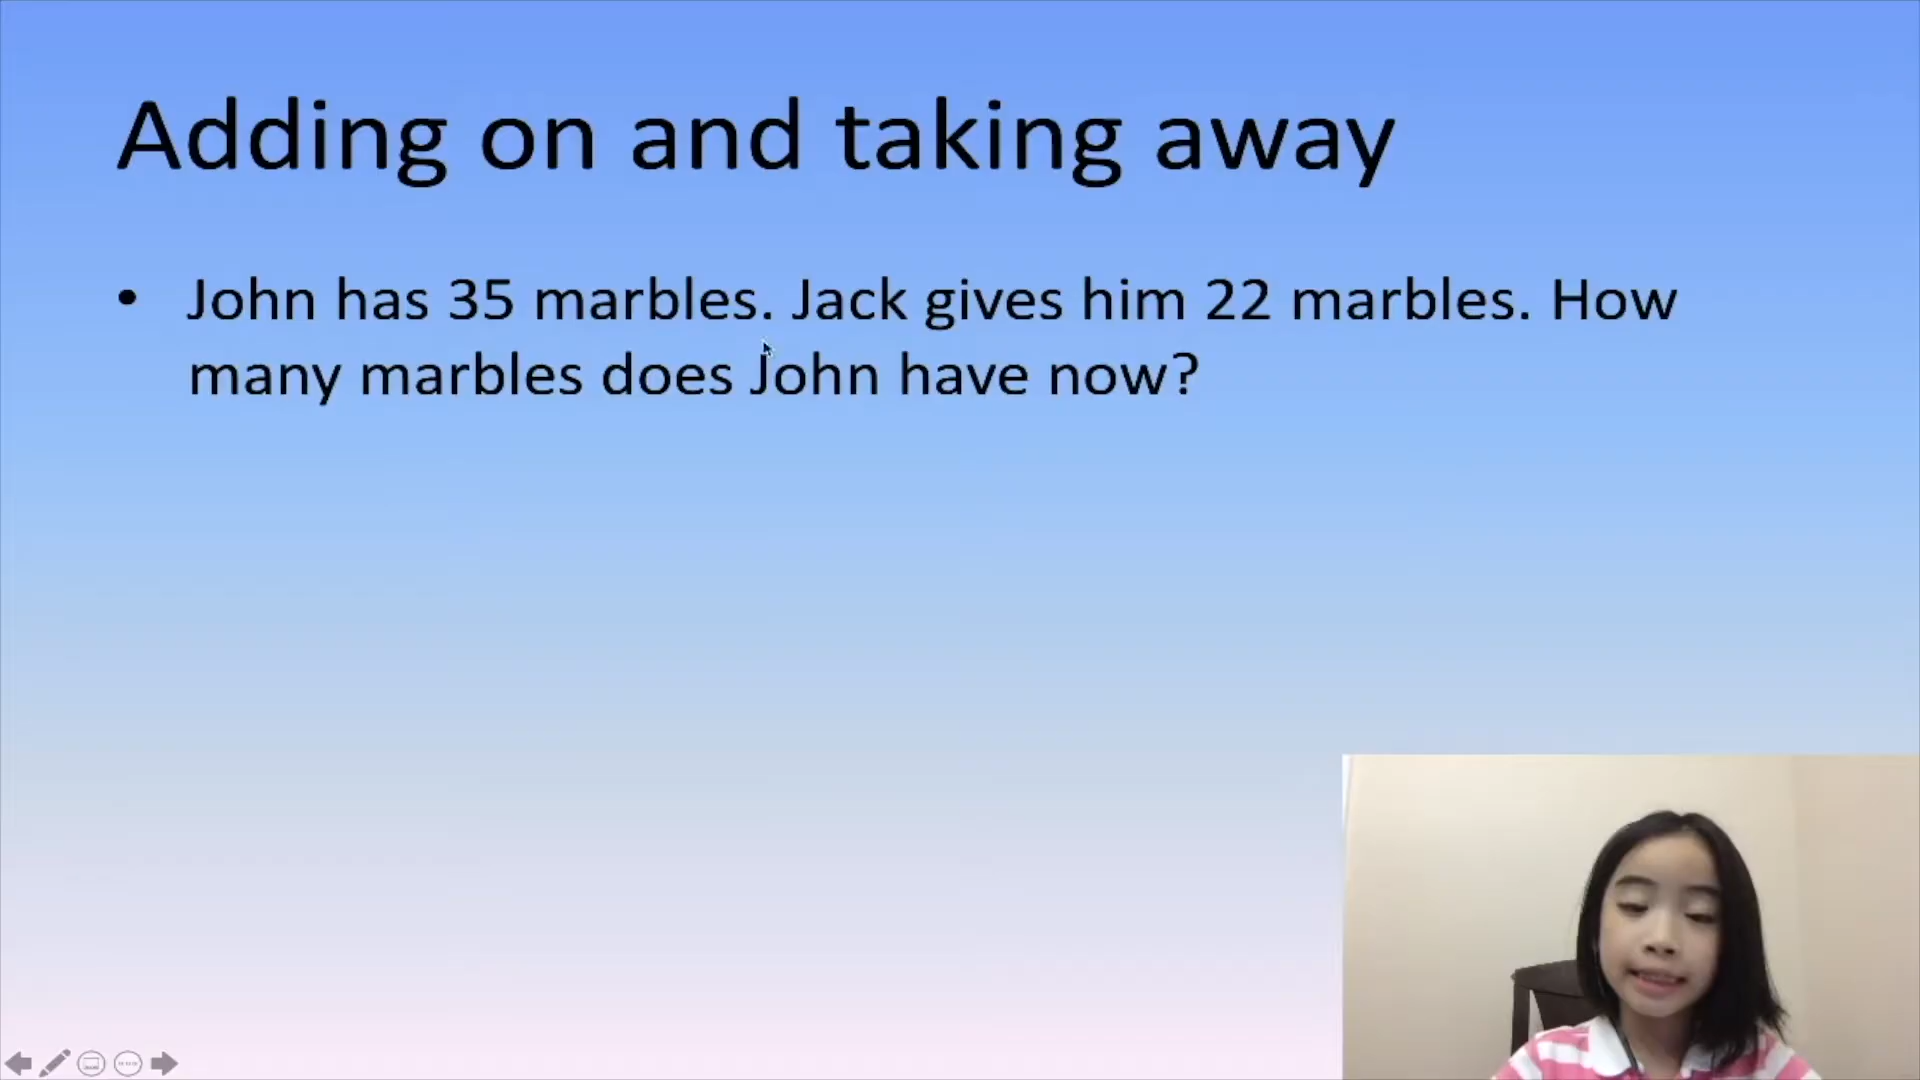 Adding on and taking away
• John has 35 marbles. Jack gives him 22 marbles. How
many marbles does John have now?